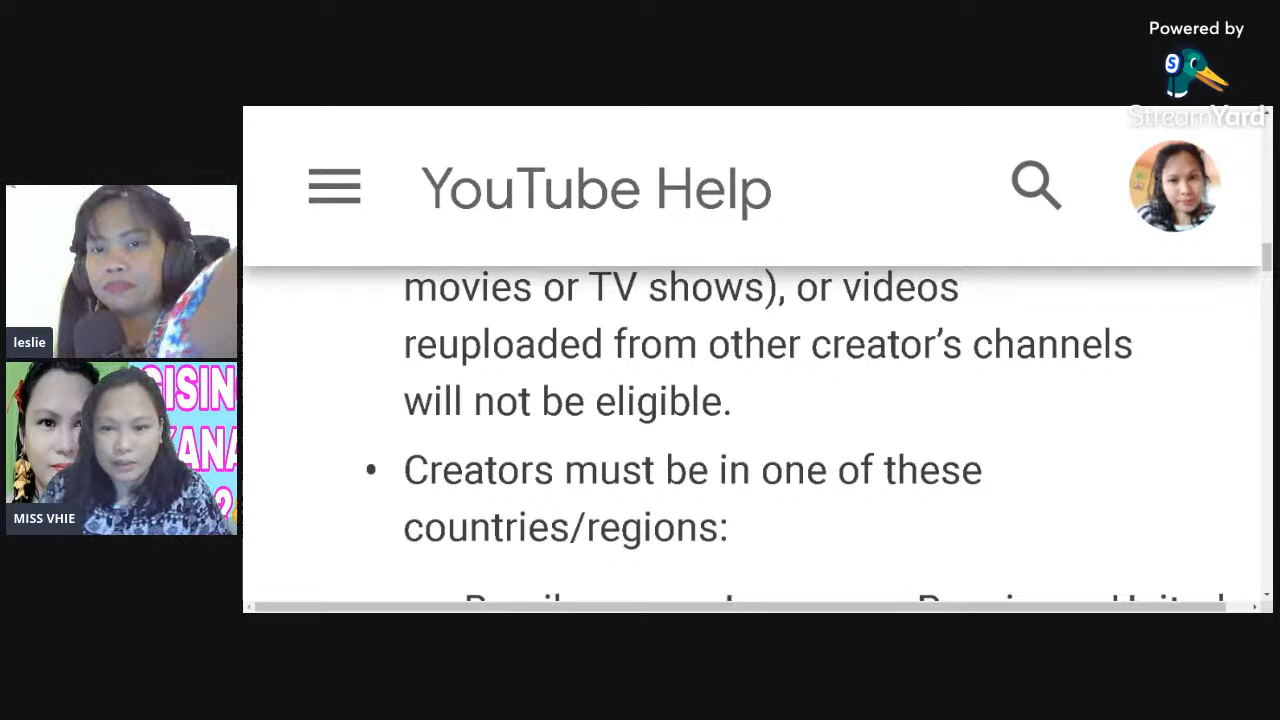 Powered by
StreamYard
YouTube Help
movies or TV shows), or videos
reuploaded from other creator’s channels
will not be eligible.
• Creators must be in one of these
countries/regions:
leslie
MISS VHIE